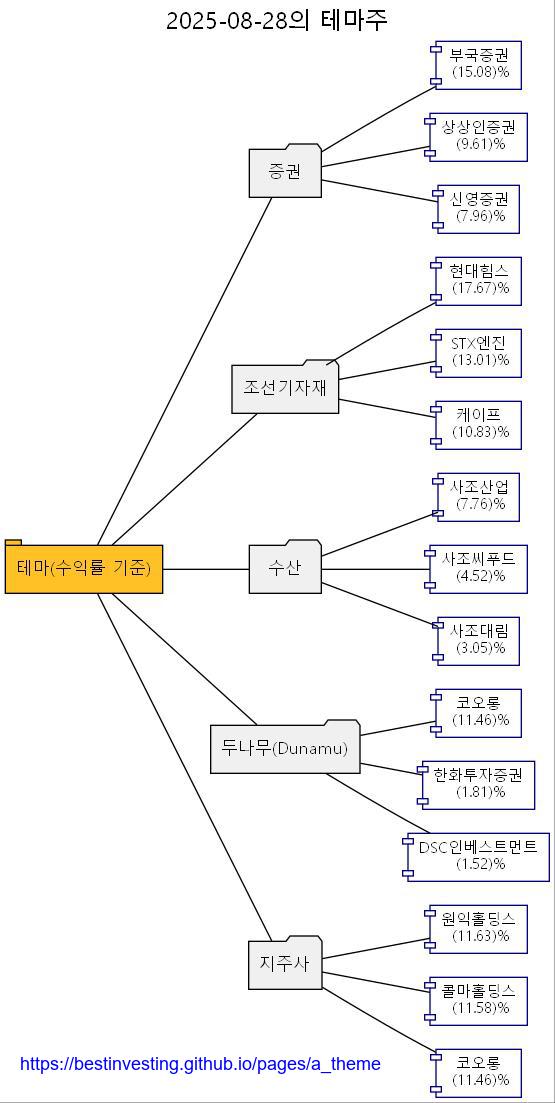 2025-08-28의 테마주
테마(수익률 기준)
증권
부국증권
(15.08)%
상상인증권
(9.61)%
신영증권
(7.96)%
조선기자재
현대힘스
(17.67)%
STX엔진
(13.01)%
케이프
(10.83)%
수산
사조산업
(7.76)%
사조씨푸드
(4.52)%
사조대림
(3.05)%
두나무(Dunamu)
코오롱
(11.46)%
한화투자증권
(1.81)%
DSC인베스트먼트
(1.52)%
지주사
원익홀딩스
(11.63)%
콜마홀딩스
(11.58)%
코오롱
(11.46)%
https://bestinvesting.github.io/pages/a_theme